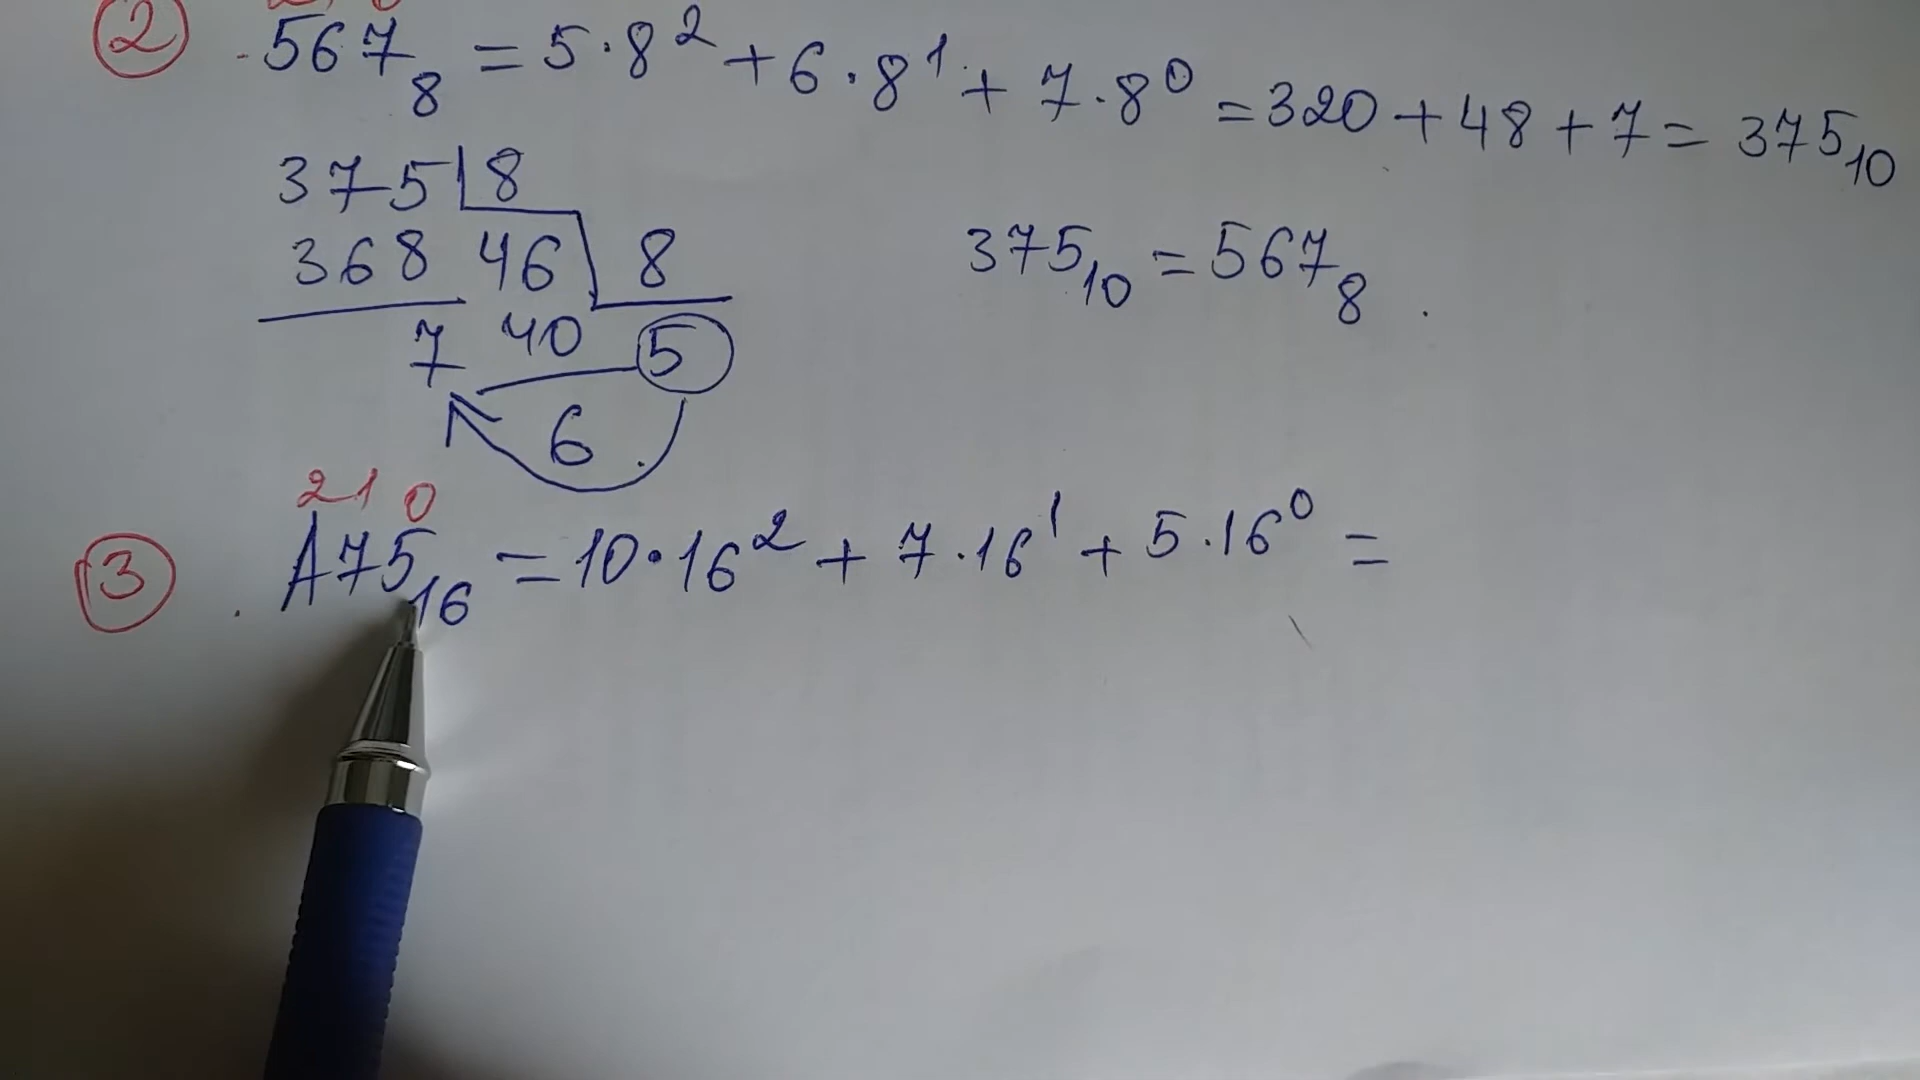 ② 567₈ = 5·8² + 6·8¹ + 7·8⁰ = 320 + 48 + 7 = 375₁₀
375 | 8
368 46 | 8
7 40 5
6
375₁₀ = 567₈
2 1 0
③ A75₁₆ = 10·16² + 7·16¹ + 5·16⁰ =